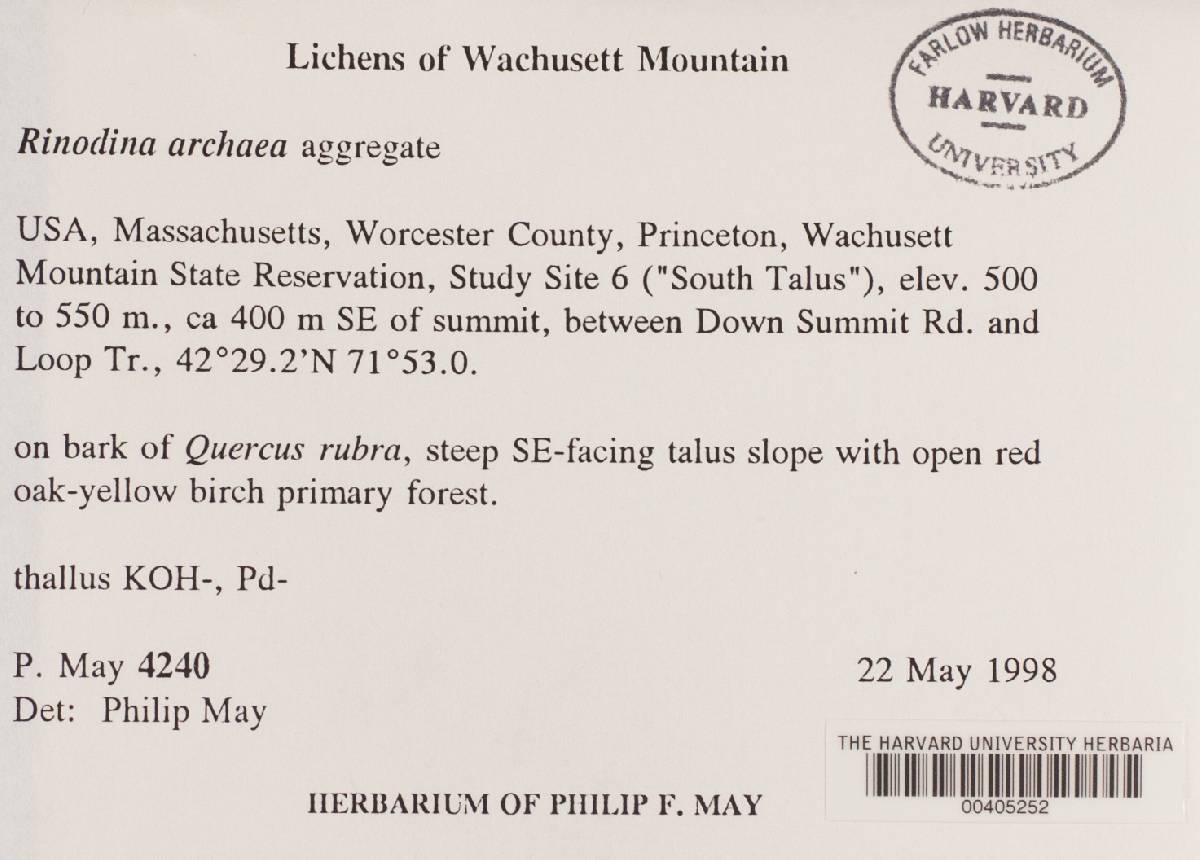 Lichens of Wachusett Mountain
FARLOW HERBARIUM
HARVARD
UNIVERSITY
Rinodina archaea aggregate
USA, Massachusetts, Worcester County, Princeton, Wachusett
Mountain State Reservation, Study Site 6 ("South Talus"), elev. 500
to 550 m., ca 400 m SE of summit, between Down Summit Rd. and
Loop Tr., 42°29.2’N 71°53.0.
on bark of Quercus rubra, steep SE-facing talus slope with open red
oak-yellow birch primary forest.
thallus KOH-, Pd-
P. May 4240
22 May 1998
Det: Philip May
THE HARVARD UNIVERSITY HERBARIA
00405252
HERBARIUM OF PHILIP F. MAY